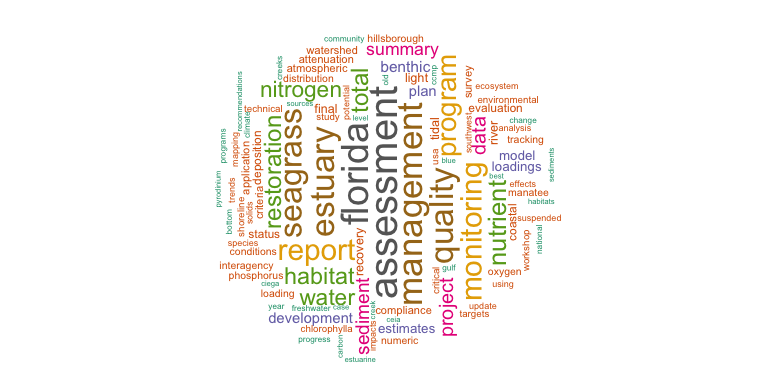 community
hillsborough
watershed
summary
attenuation
benthic
atmospheric
light
distribution
ccmp
old
plan
program
survey
ecosystem
creeks
nitrogen
total
potential
recommendations
sources
final
environmental
technical
study
level
evaluation
climate
tidal
southwest
data
river
change
analysis
tracking
programs
mapping
application
deposition
restoration
seagrass
estuary
florida
assessment
management
usa
blue
quality
monitoring
model
loadings
sediments
best
nutrient
effects
manatee
habitats
pyrodinium
trends
shoreline
solids
criteria
bottom
status
coastal
suspended
species
conditions
report
recovery
workshop
national
interagency
phosphorus
habitat
critical
gulf
oxygen
ciega
using
loading
water
sediment
project
year
freshwater
case
creek
compliance
update
targets
development
ceia
chlorophylla
impacts
estimates
progress
carbon
numeric
estuarine